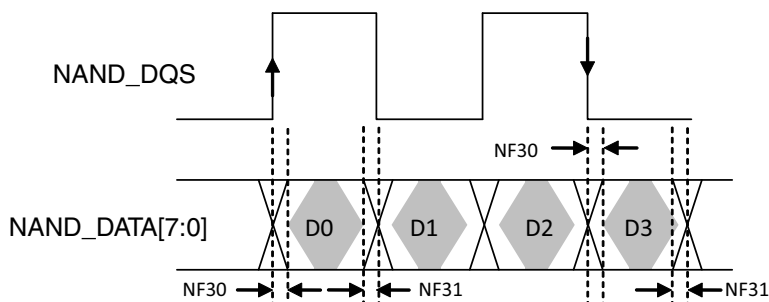 NAND_DQS
NF30
NAND_DATA[7:0] D0 D1 D2 D3
NF30 NF31 NF31